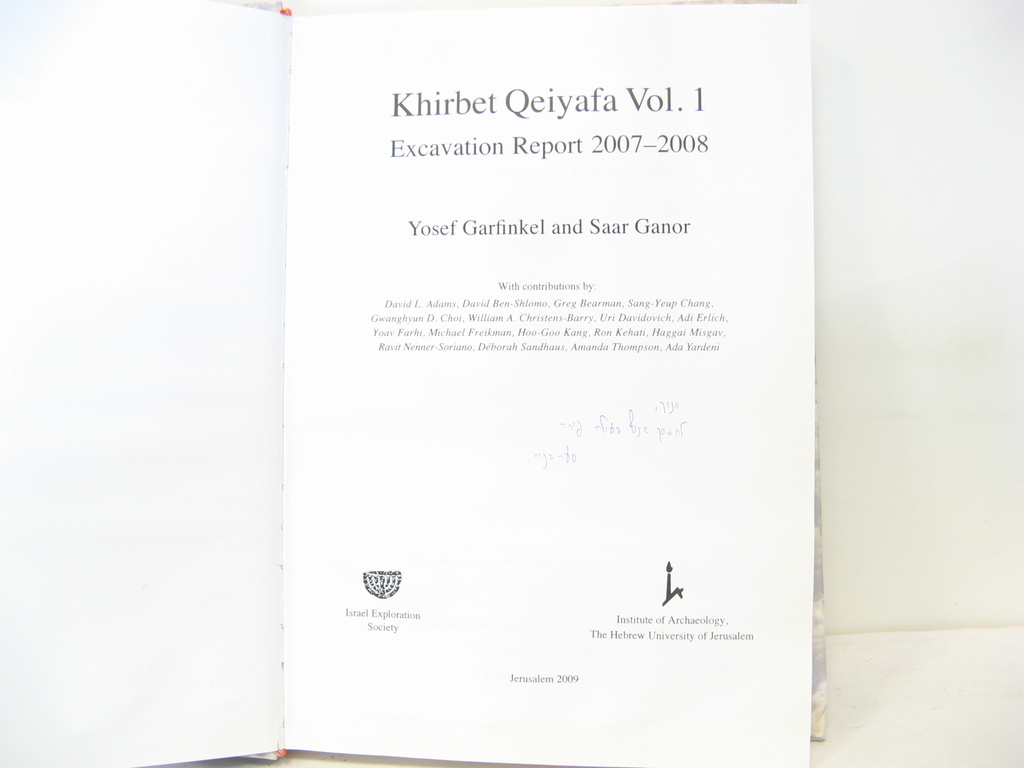 Khirbet Qeiyafa Vol. 1
Excavation Report 2007–2008
Yosef Garfinkel and Saar Ganor
With contributions by:
David L. Adams, David Ben-Shlomo, Greg Bearman, Sang-Yeup Chang,
Gwanghyun D. Choi, William A. Christens-Barry, Uri Davidovich, Adi Erlich,
Yoav Farhi, Michael Freikman, Hoo-Goo Kang, Ron Kehati, Haggai Misgav,
Ravit Nenner-Soriano, Déborah Sandhaus, Amanda Thompson, Ada Yardeni
Israel Exploration
Society
Institute of Archaeology,
The Hebrew University of Jerusalem
Jerusalem 2009